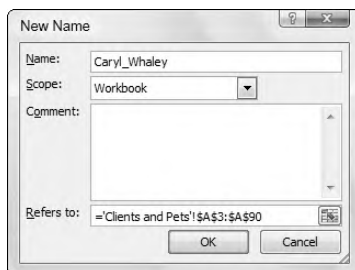 New Name
Name: Caryl_Whaley
Scope: Workbook
Comment:
Refers to: ='Clients and Pets'!$A$3:$A$90
OK Cancel